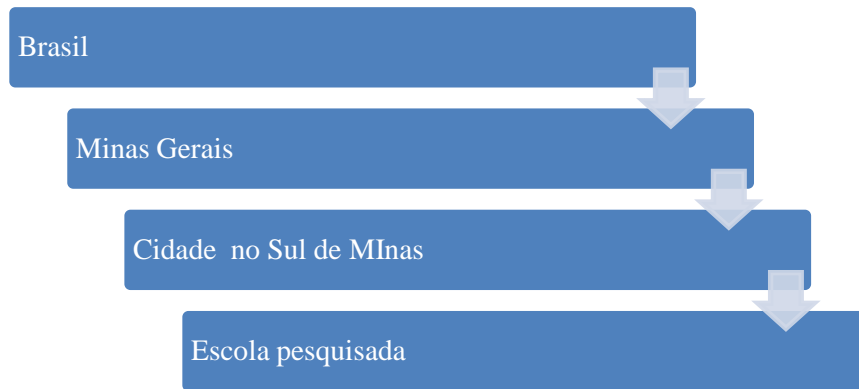 Brasil
Minas Gerais
Cidade  no Sul de MInas
Escola pesquisada